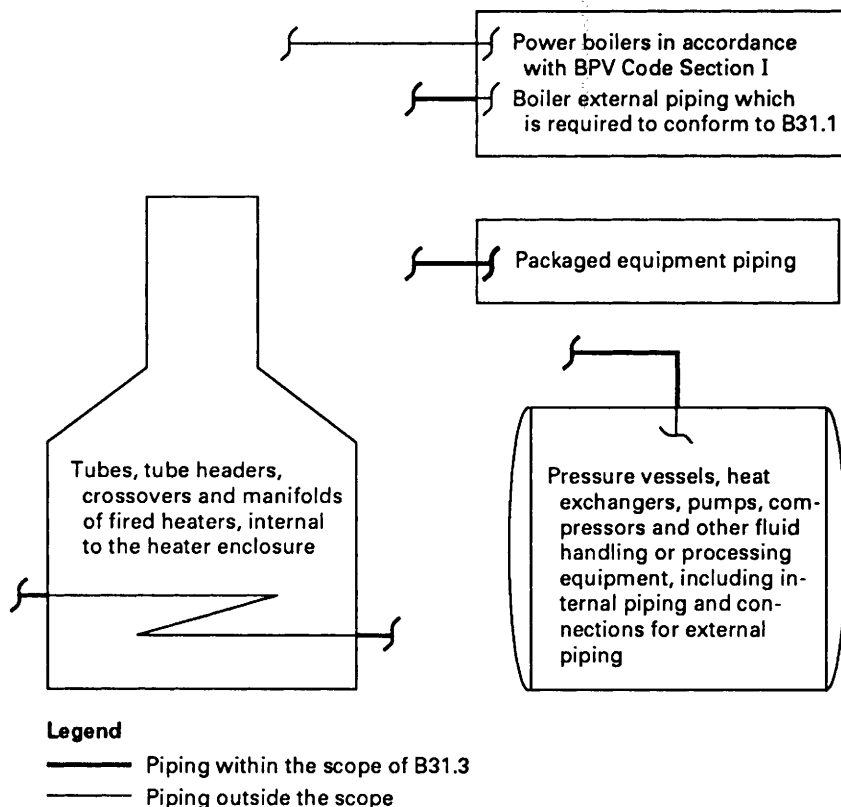 Power boilers in accordance
with BPV Code Section I
Boiler external piping which
is required to conform to B31.1
Packaged equipment piping
Tubes, tube headers,
crossovers and manifolds
of fired heaters, internal
to the heater enclosure
Pressure vessels, heat
exchangers, pumps, com-
pressors and other fluid
handling or processing
equipment, including in-
ternal piping and con-
nections for external
piping
Legend
Piping within the scope of B31.3
Piping outside the scope